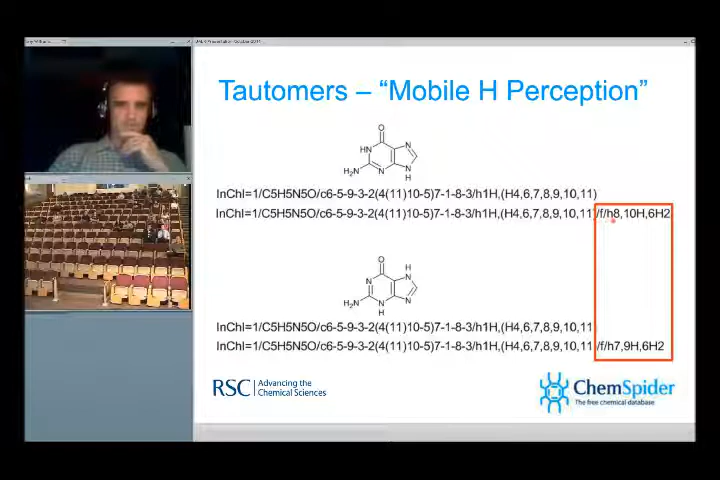 Tautomers – “Mobile H Perception”
O
HN
N
H₂N
N
N
H
InChI=1/C5H5N5O/c6-5-9-3-2(4(11)10-5)7-1-8-3/h1H,(H4,6,7,8,9,10,11)
InChI=1/C5H5N5O/c6-5-9-3-2(4(11)10-5)7-1-8-3/h1H,(H4,6,7,8,9,10,11)/f/h8,10H,6H2
O
H
N
N
H₂N
N
N
H
InChI=1/C5H5N5O/c6-5-9-3-2(4(11)10-5)7-1-8-3/h1H,(H4,6,7,8,9,10,11)
InChI=1/C5H5N5O/c6-5-9-3-2(4(11)10-5)7-1-8-3/h1H,(H4,6,7,8,9,10,11)/f/h7,9H,6H2
RSC | Advancing the
Chemical Sciences
ChemSpider
The free chemical database